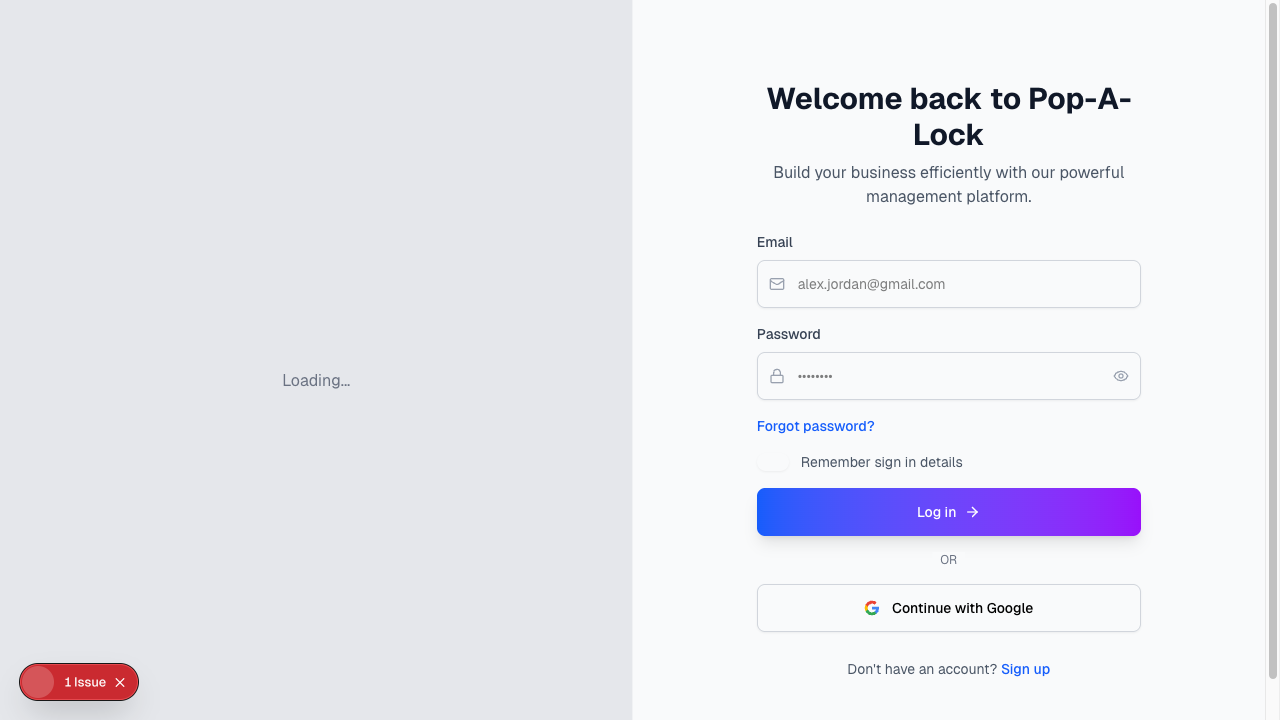 Loading...
1 Issue
Welcome back to Pop-A-
Lock
Build your business efficiently with our powerful
management platform.
Email
alex.jordan@gmail.com
Password
••••••••
Forgot password?
Remember sign in details
Log in
OR
Continue with Google
Don't have an account? Sign up